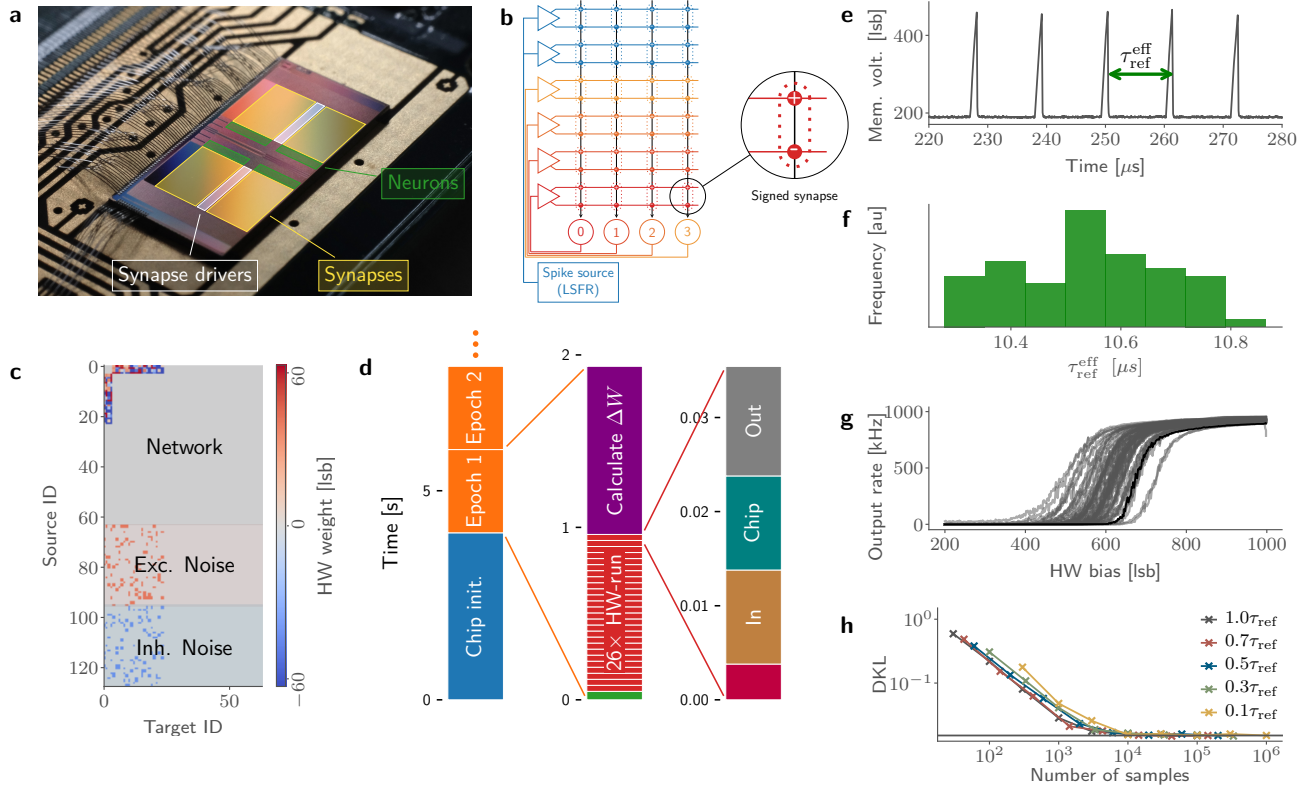 a
Neurons
Synapse drivers
Synapses
b
0
1
2
3
Spike source
(LSFR)
Signed synapse
c
0
20
40
60
80
100
120
Source ID
Network
Exc. Noise
Inh. Noise
0
50
Target ID
60
0
−60
HW weight [lsb]
d
Time [s]
5
0
Epoch 2
Epoch 1
Chip init.
2
1
0
Calculate ΔW
26× HW-run
0.03
0.02
0.01
0.00
Out
Chip
In
e
Mem. volt. [lsb]
400
200
τ_ref^eff
220 230 240 250 260 270 280
Time [μs]
f
Frequency [au]
10.4 10.6 10.8
τ_ref^eff [μs]
g
Output rate [kHz]
1000
500
0
200 400 600 800 1000
HW bias [lsb]
h
DKL
10^0
10^−1
1.0τ_ref
0.7τ_ref
0.5τ_ref
0.3τ_ref
0.1τ_ref
10^2 10^3 10^4 10^5 10^6
Number of samples